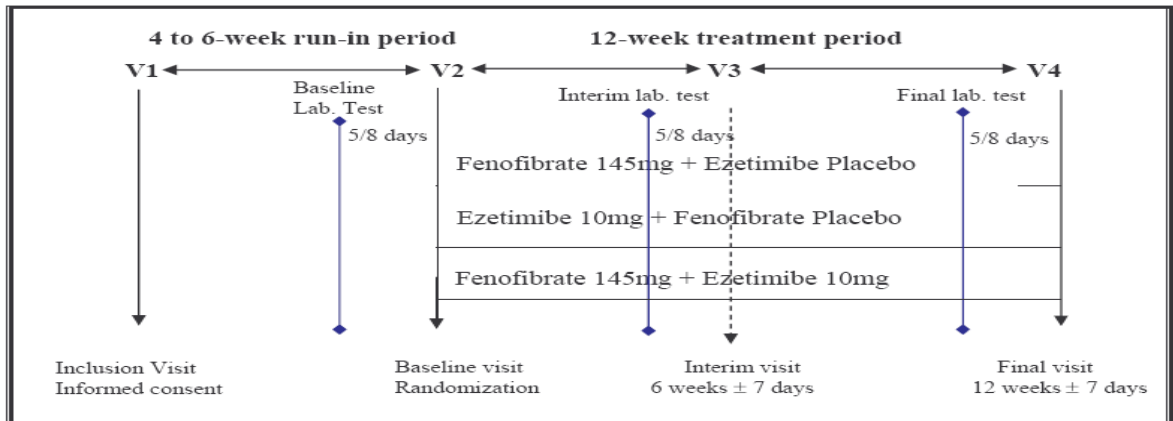 4 to 6-week run-in period
12-week treatment period
V1
V2
V3
V4
Baseline
Lab. Test
Interim lab. test
Final lab. test
5/8 days
5/8 days
5/8 days
Fenofibrate 145mg + Ezetimibe Placebo
Ezetimibe 10mg + Fenofibrate Placebo
Fenofibrate 145mg + Ezetimibe 10mg
Inclusion Visit
Informed consent
Baseline visit
Randomization
Interim visit
6 weeks ± 7 days
Final visit
12 weeks ± 7 days